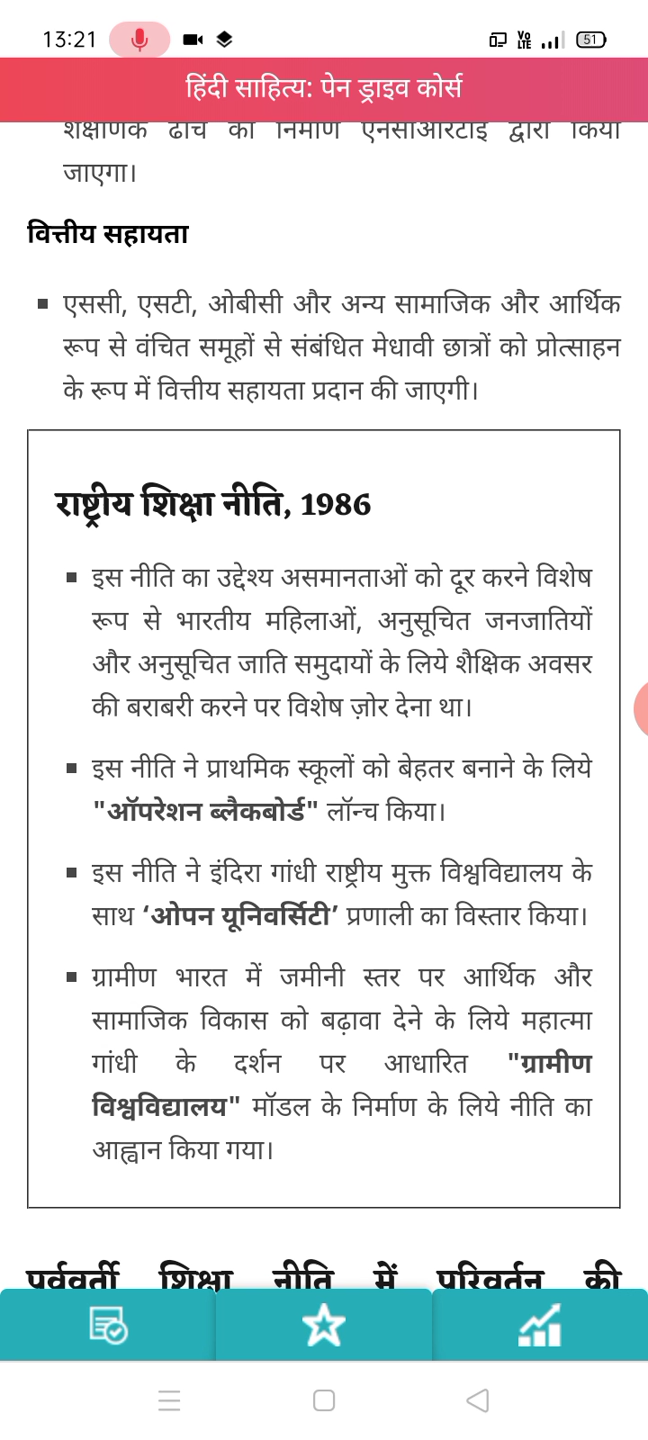 13:21
Vo LTE
51
हिंदी साहित्य: पेन ड्राइव कोर्स
शैक्षणिक ढाँचे का निर्माण एनसीआरटीई द्वारा किया
जाएगा।
वित्तीय सहायता
▪ एससी, एसटी, ओबीसी और अन्य सामाजिक और आर्थिक
रूप से वंचित समूहों से संबंधित मेधावी छात्रों को प्रोत्साहन
के रूप में वित्तीय सहायता प्रदान की जाएगी।
राष्ट्रीय शिक्षा नीति, 1986
▪ इस नीति का उद्देश्य असमानताओं को दूर करने विशेष
रूप से भारतीय महिलाओं, अनुसूचित जनजातियों
और अनुसूचित जाति समुदायों के लिये शैक्षिक अवसर
की बराबरी करने पर विशेष ज़ोर देना था।
▪ इस नीति ने प्राथमिक स्कूलों को बेहतर बनाने के लिये
"ऑपरेशन ब्लैकबोर्ड" लॉन्च किया।
▪ इस नीति ने इंदिरा गांधी राष्ट्रीय मुक्त विश्वविद्यालय के
साथ ‘ओपन यूनिवर्सिटी’ प्रणाली का विस्तार किया।
▪ ग्रामीण भारत में जमीनी स्तर पर आर्थिक और
सामाजिक विकास को बढ़ावा देने के लिये महात्मा
गांधी के दर्शन पर आधारित "ग्रामीण
विश्वविद्यालय" मॉडल के निर्माण के लिये नीति का
आह्वान किया गया।
पूर्ववर्ती शिक्षा नीति में परिवर्तन की